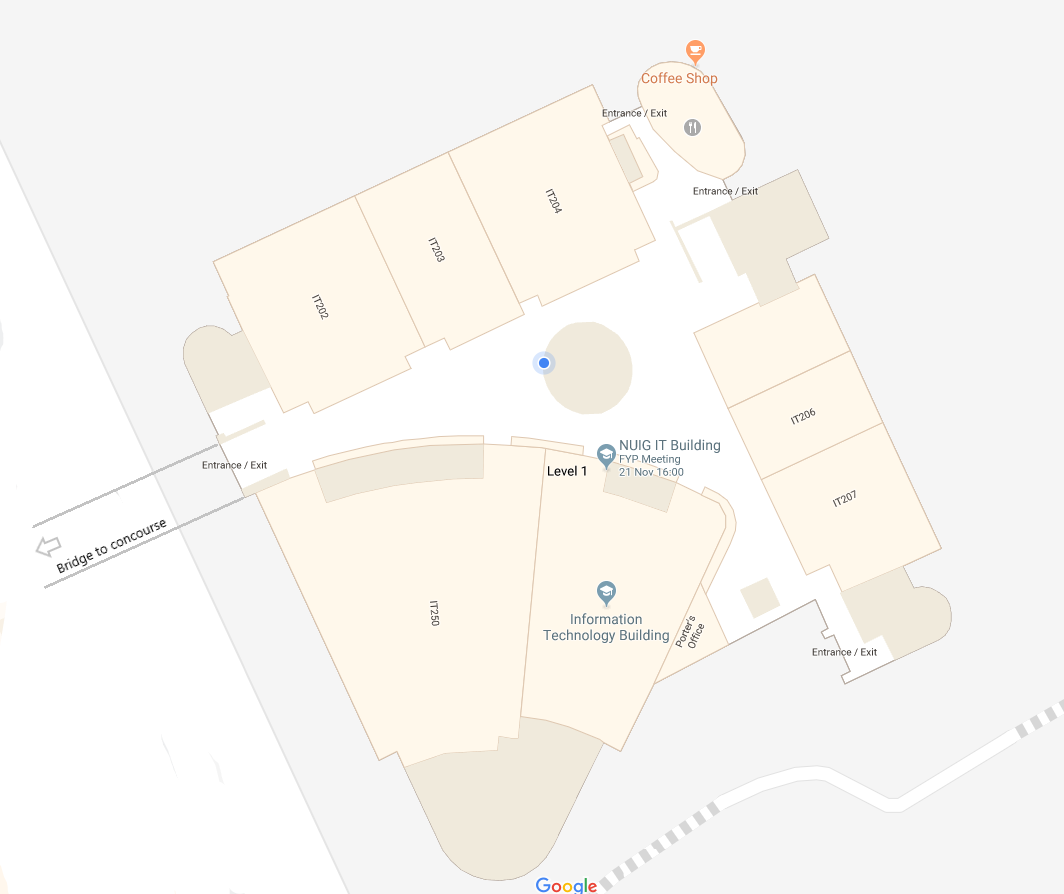 Coffee Shop
Entrance / Exit
Entrance / Exit
IT204
IT203
IT202
IT206
NUIG IT Building
FYP Meeting
21 Nov 16:00
Entrance / Exit
Level 1
IT207
Bridge to concourse
IT250
Information
Technology Building
Porter's
Office
Entrance / Exit
Google